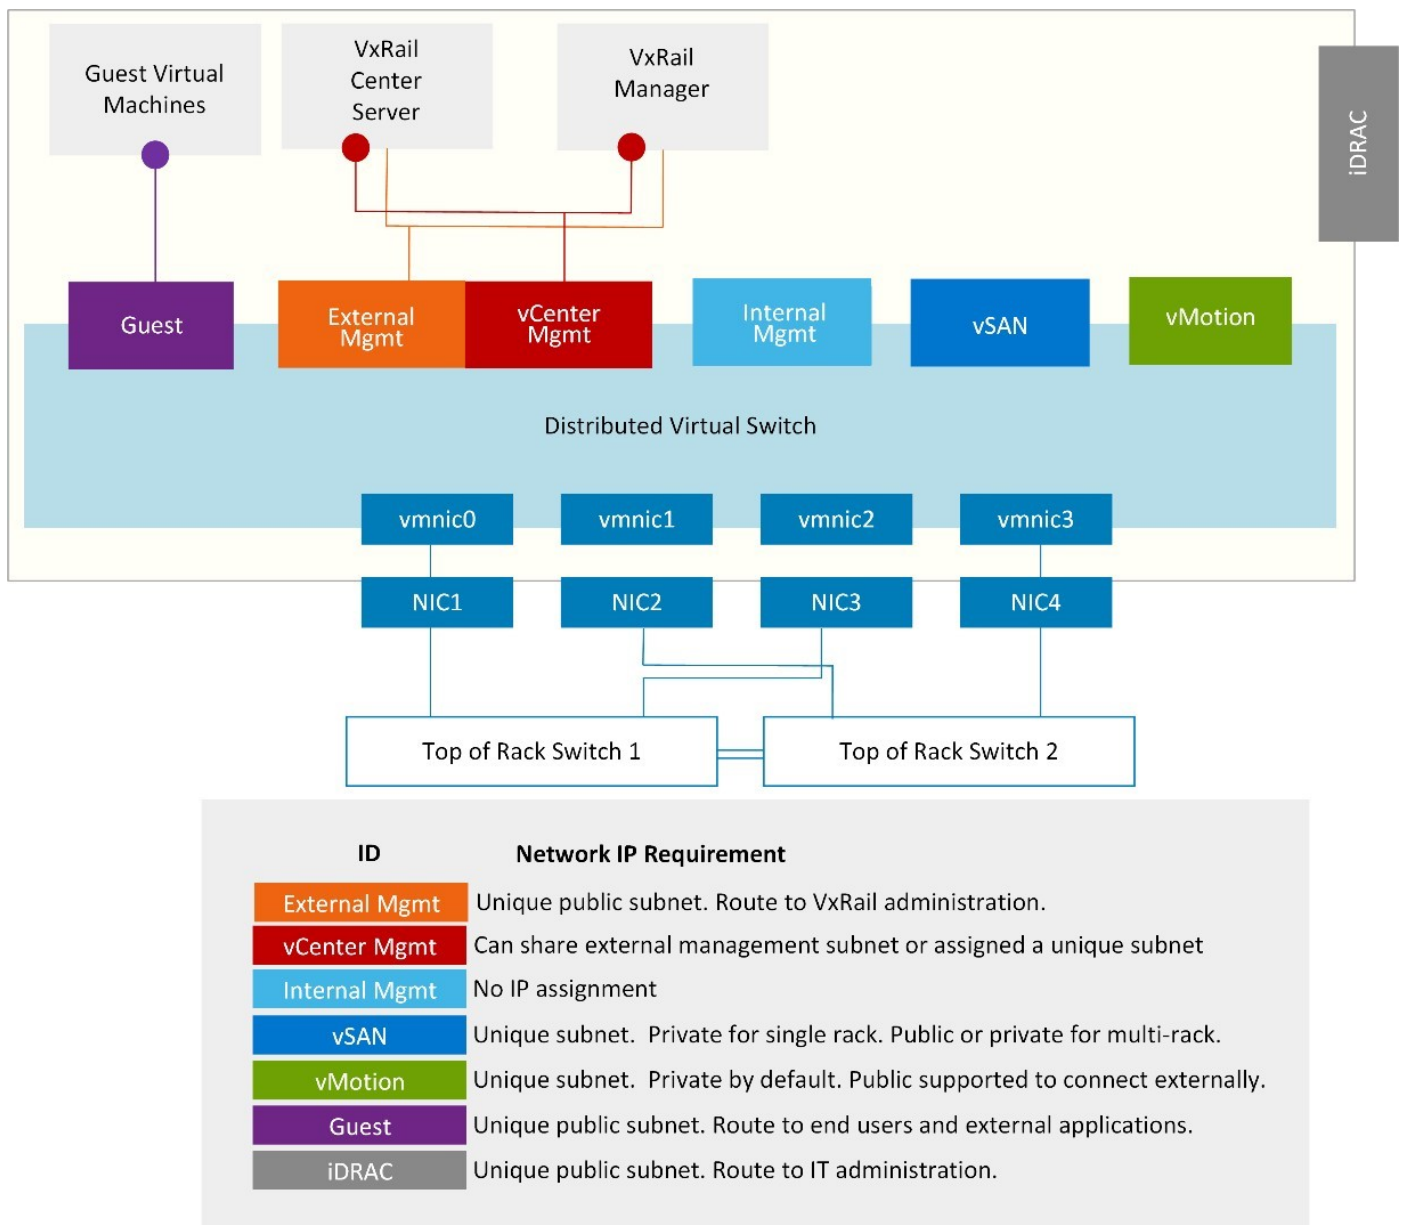 Guest Virtual
Machines
VxRail
Center
Server
VxRail
Manager
iDRAC
Guest
External
Mgmt
vCenter
Mgmt
Internal
Mgmt
vSAN
vMotion
Distributed Virtual Switch
vmnic0
vmnic1
vmnic2
vmnic3
NIC1
NIC2
NIC3
NIC4
Top of Rack Switch 1
Top of Rack Switch 2
ID Network IP Requirement
External Mgmt Unique public subnet. Route to VxRail administration.
vCenter Mgmt Can share external management subnet or assigned a unique subnet
Internal Mgmt No IP assignment
vSAN Unique subnet. Private for single rack. Public or private for multi-rack.
vMotion Unique subnet. Private by default. Public supported to connect externally.
Guest Unique public subnet. Route to end users and external applications.
iDRAC Unique public subnet. Route to IT administration.